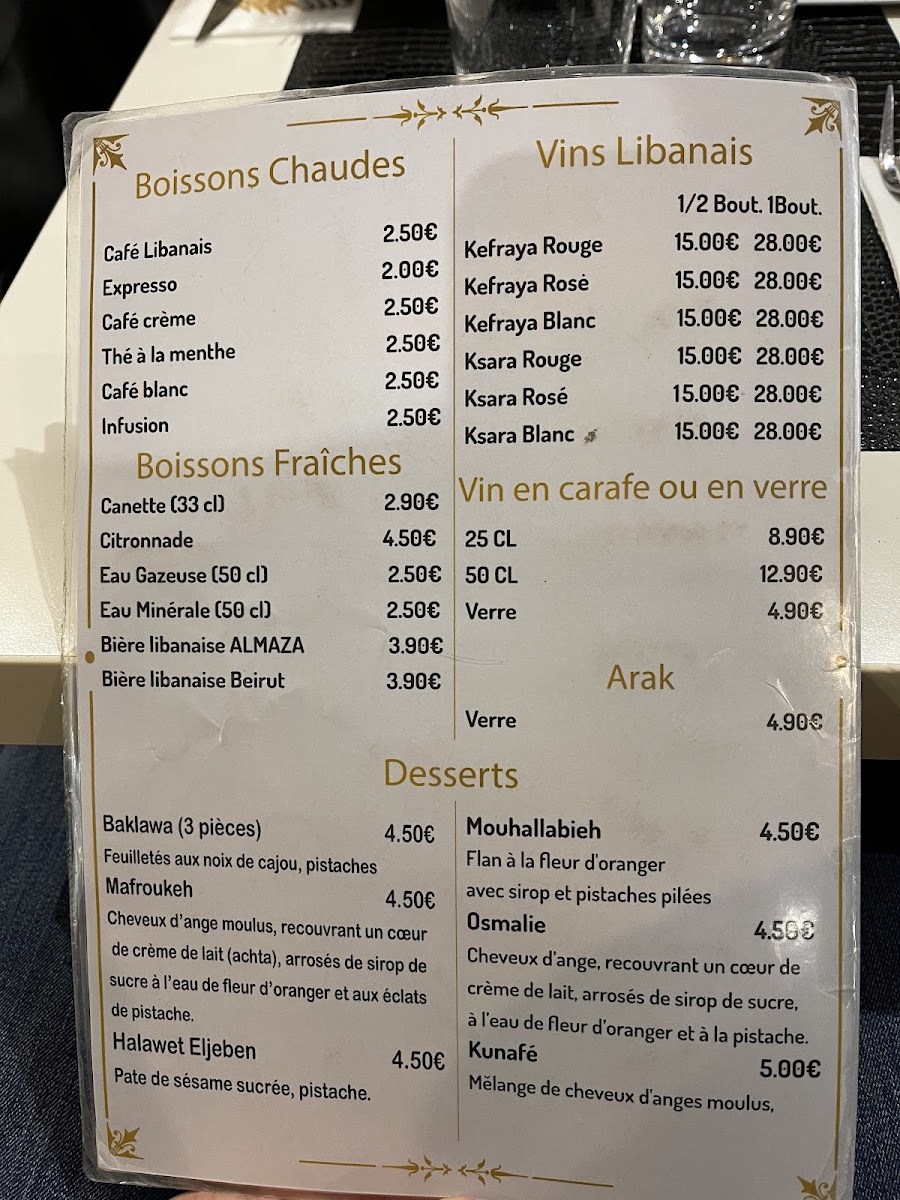 Boissons Chaudes
Café Libanais 2.50€
Expresso 2.00€
Café crème 2.50€
Thé à la menthe 2.50€
Café blanc 2.50€
Infusion 2.50€
Boissons Fraîches
Canette (33 cl) 2.90€
Citronnade 4.50€
Eau Gazeuse (50 cl) 2.50€
Eau Minérale (50 cl) 2.50€
Bière libanaise ALMAZA 3.90€
Bière libanaise Beirut 3.90€
Vins Libanais
1/2 Bout. 1Bout.
Kefraya Rouge 15.00€ 28.00€
Kefraya Rosé 15.00€ 28.00€
Kefraya Blanc 15.00€ 28.00€
Ksara Rouge 15.00€ 28.00€
Ksara Rosé 15.00€ 28.00€
Ksara Blanc 15.00€ 28.00€
Vin en carafe ou en verre
25 CL 8.90€
50 CL 12.90€
Verre 4.90€
Arak
Verre 4.90€
Desserts
Baklawa (3 pièces) 4.50€
Feuilletés aux noix de cajou, pistaches
Mafroukeh 4.50€
Cheveux d'ange moulus, recouvrant un cœur
de crème de lait (achta), arrosés de sirop de
sucre à l'eau de fleur d'oranger et aux éclats
de pistache.
Halawet Eljeben 4.50€
Pate de sésame sucrée, pistache.
Mouhallabieh 4.50€
Flan à la fleur d'oranger
avec sirop et pistaches pilées
Osmalie 4.50€
Cheveux d'ange, recouvrant un cœur de
crème de lait, arrosés de sirop de sucre,
à l'eau de fleur d'oranger et à la pistache.
Kunafé 5.00€
Mëlange de cheveux d'anges moulus,